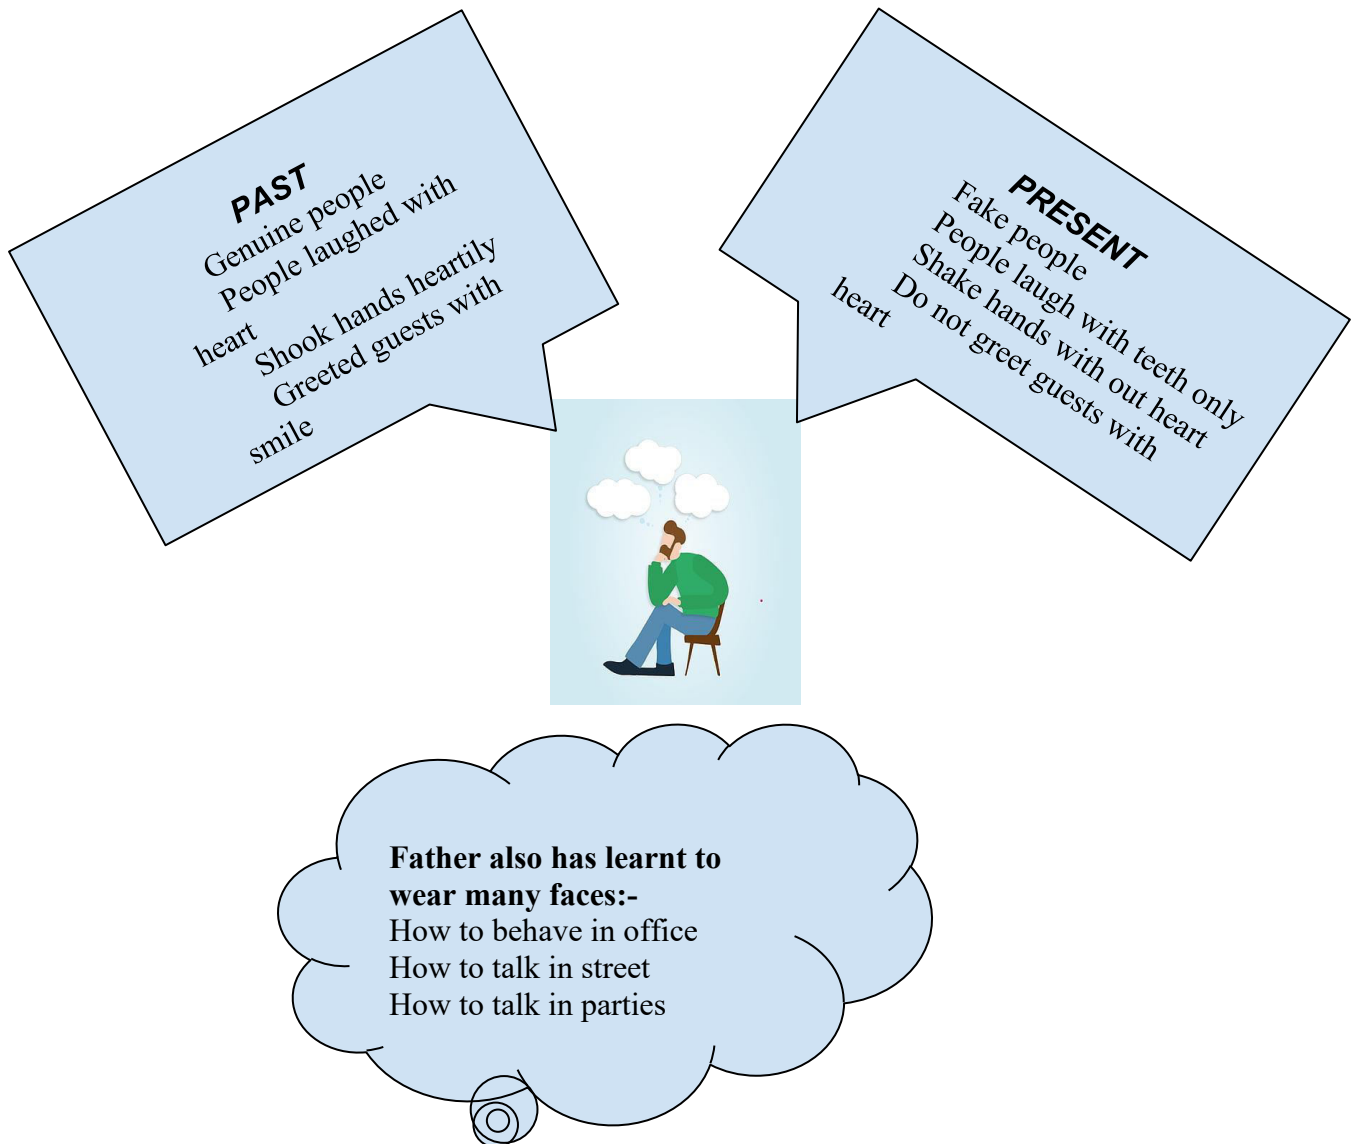 PAST
Genuine people
People laughed with
heart
Shook hands heartily
Greeted guests with
smile
PRESENT
Fake people
People laugh with teeth only
Shake hands with out heart
Do not greet guests with
heart
Father also has learnt to
wear many faces:-
How to behave in office
How to talk in street
How to talk in parties